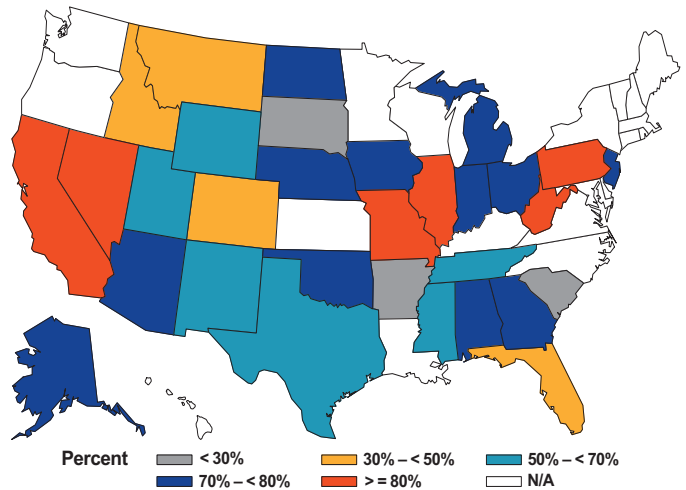 Percent < 30% 30% – < 50% 50% – < 70%
70% – < 80% > = 80% N/A